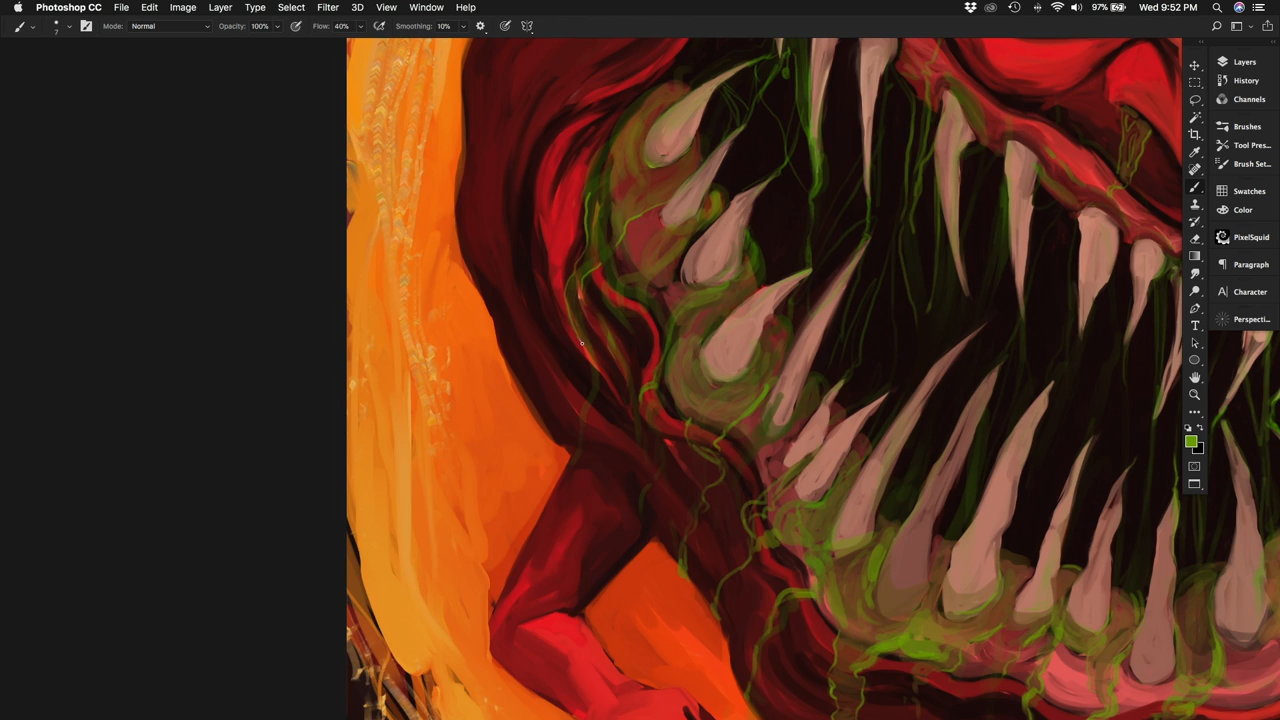 Photoshop CC File Edit Image Layer Type Select Filter 3D View Window Help 97% Wed 9:52 PM
7 Mode: Normal Opacity: 100% Flow: 40% Smoothing: 10%
Layers
History
Channels
Brushes
Tool Pres...
Brush Set...
Swatches
Color
PixelSquid
Paragraph
Character
Perspecti...